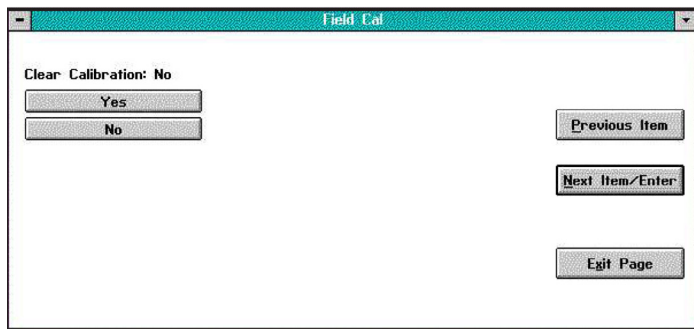 Field Cal
Clear Calibration: No
Yes
No
Previous Item
Next Item/Enter
Exit Page